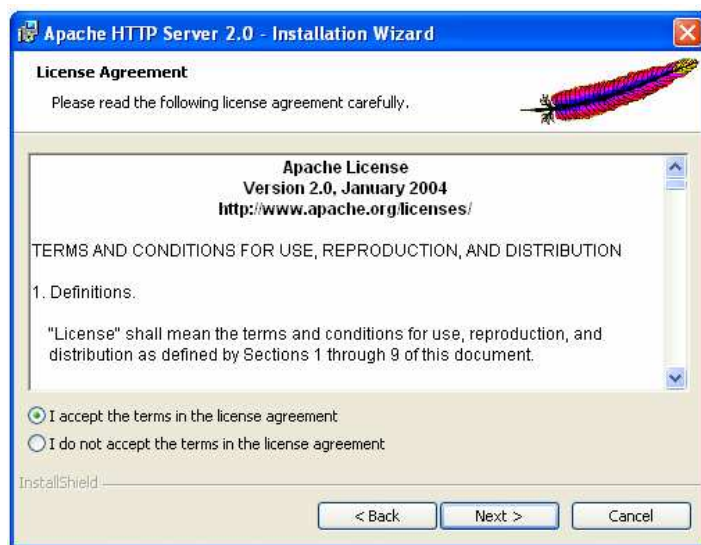 Apache HTTP Server 2.0 - Installation Wizard
License Agreement
Please read the following license agreement carefully.
Apache License
Version 2.0, January 2004
http://www.apache.org/licenses/
TERMS AND CONDITIONS FOR USE, REPRODUCTION, AND DISTRIBUTION
1. Definitions.
"License" shall mean the terms and conditions for use, reproduction, and
distribution as defined by Sections 1 through 9 of this document.
I accept the terms in the license agreement
I do not accept the terms in the license agreement
InstallShield
< Back
Next >
Cancel